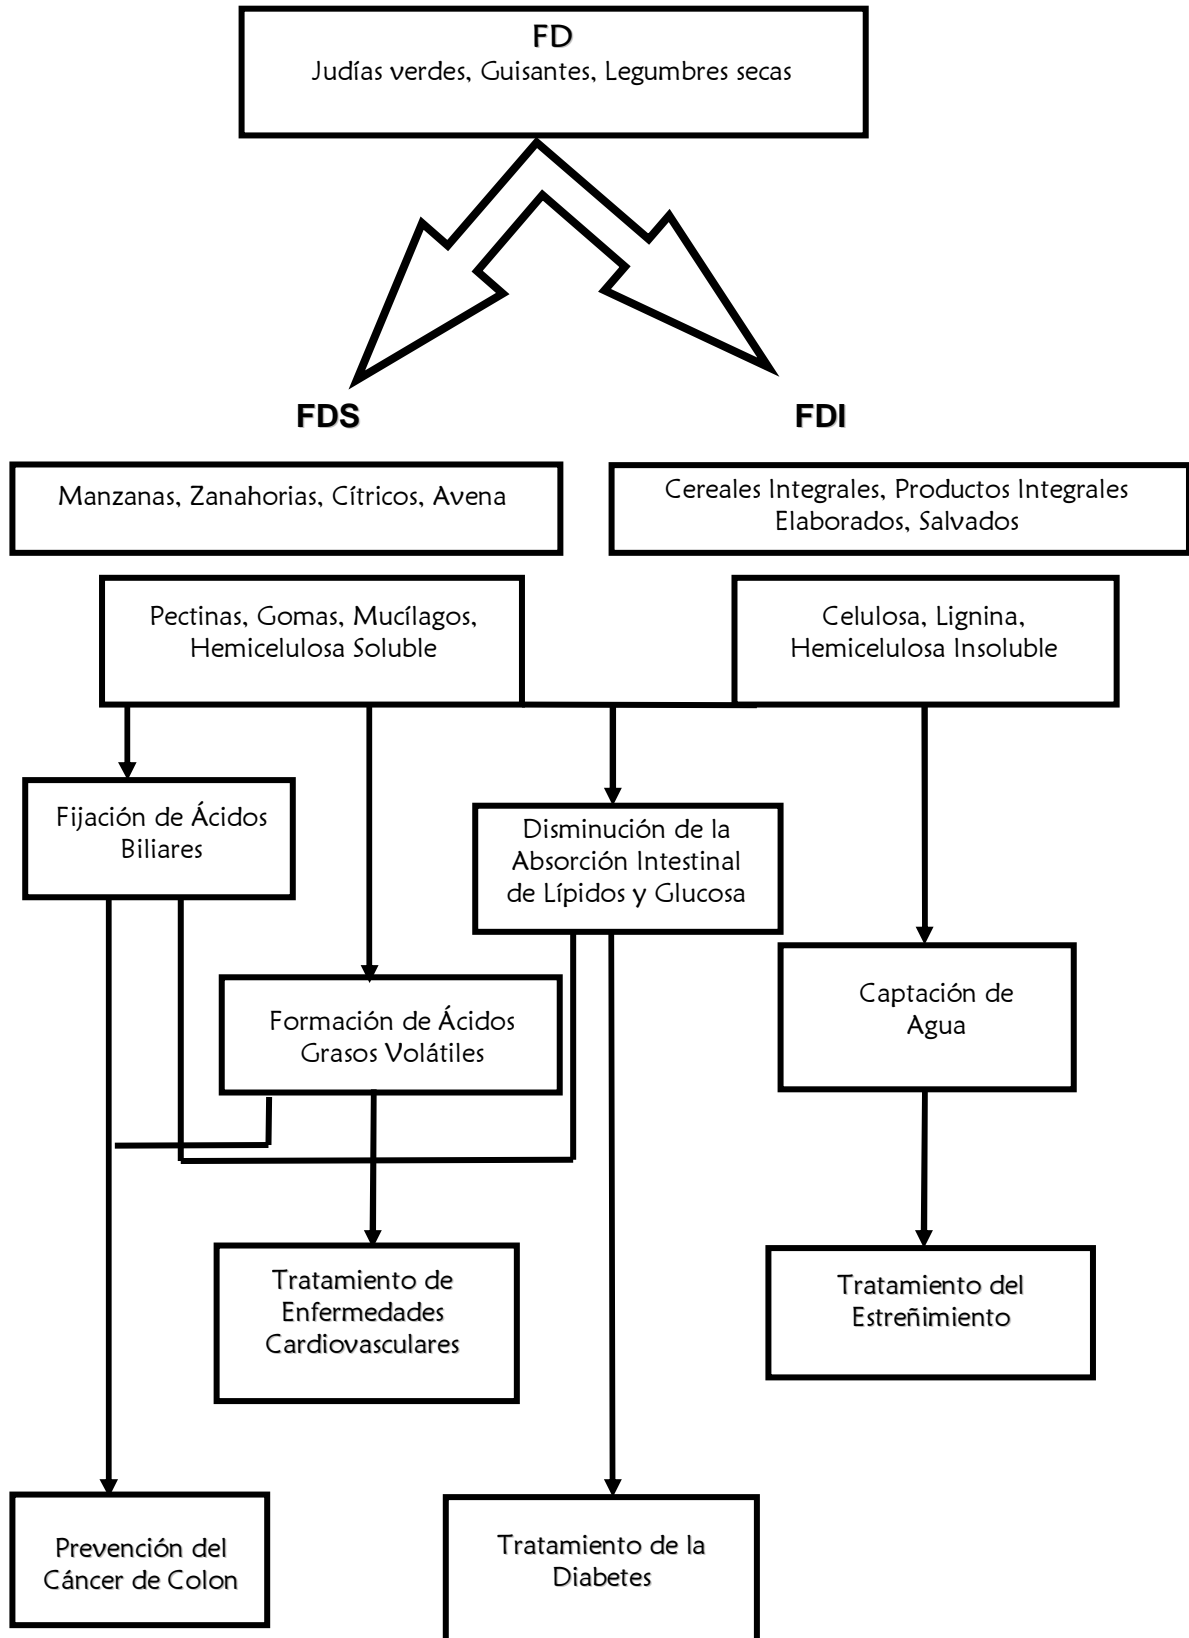 FD
Judías verdes, Guisantes, Legumbres secas
FDS
FDI
Manzanas, Zanahorias, Cítricos, Avena
Cereales Integrales, Productos Integrales
Elaborados, Salvados
Pectinas, Gomas, Mucílagos,
Hemicelulosa Soluble
Celulosa, Lignina,
Hemicelulosa Insoluble
Fijación de Ácidos
Biliares
Disminución de la
Absorción Intestinal
de Lípidos y Glucosa
Formación de Ácidos
Grasos Volátiles
Captación de
Agua
Tratamiento de
Enfermedades
Cardiovasculares
Tratamiento del
Estreñimiento
Prevención del
Cáncer de Colon
Tratamiento de la
Diabetes